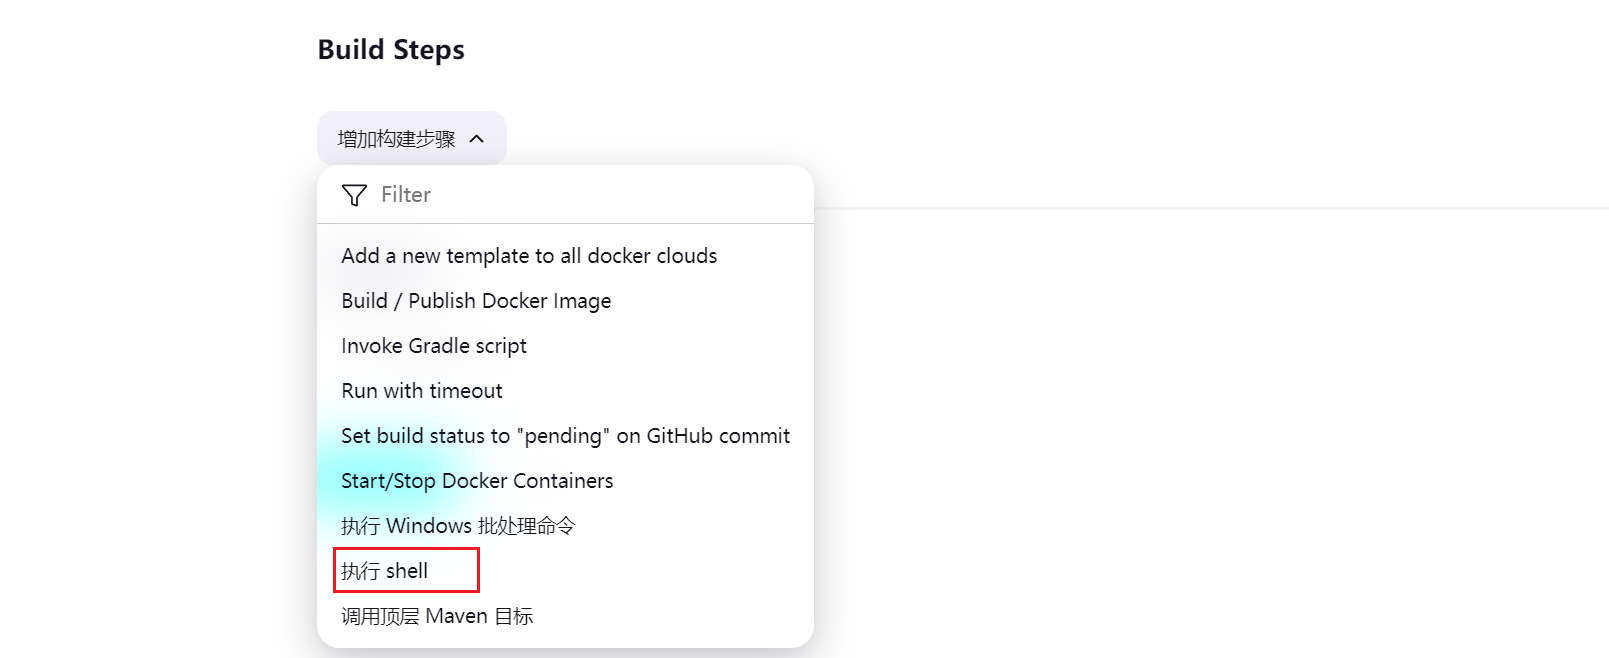 Build Steps
增加构建步骤
Filter
Add a new template to all docker clouds
Build / Publish Docker Image
Invoke Gradle script
Run with timeout
Set build status to "pending" on GitHub commit
Start/Stop Docker Containers
执行 Windows 批处理命令
执行 shell
调用顶层 Maven 目标